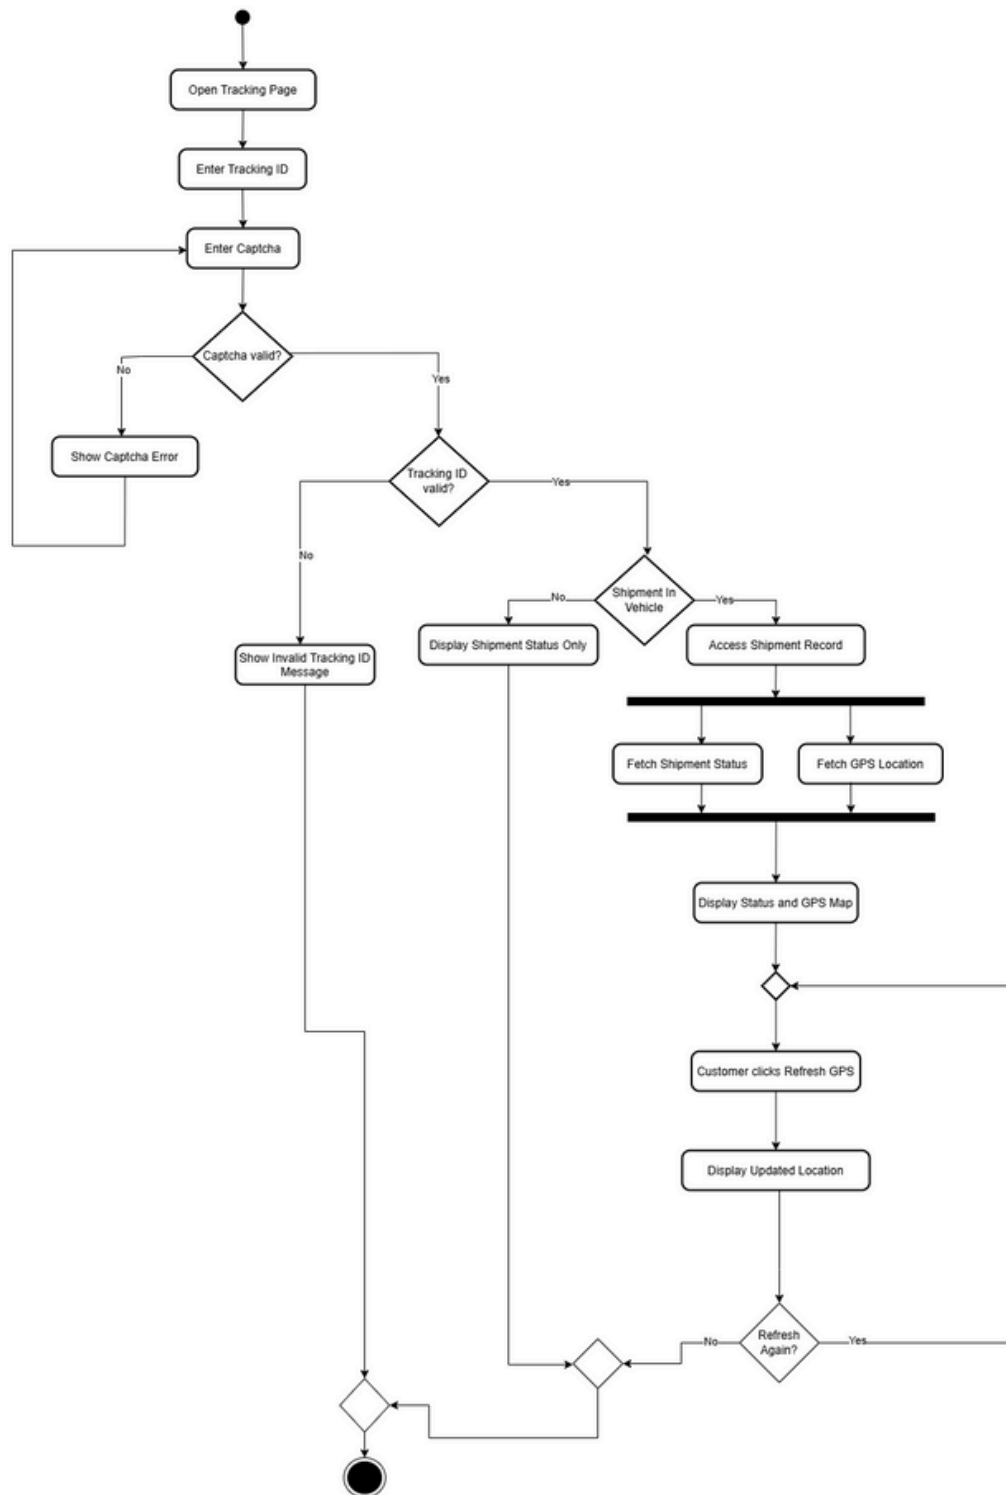 Open Tracking Page
Enter Tracking ID
Enter Captcha
Captcha valid?
No
Yes
Show Captcha Error
Tracking ID
valid?
Yes
No
Shipment In
Vehicle
No
Yes
Show Invalid Tracking ID
Message
Display Shipment Status Only
Access Shipment Record
Fetch Shipment Status
Fetch GPS Location
Display Status and GPS Map
Customer clicks Refresh GPS
Display Updated Location
Refresh
Again?
No
Yes